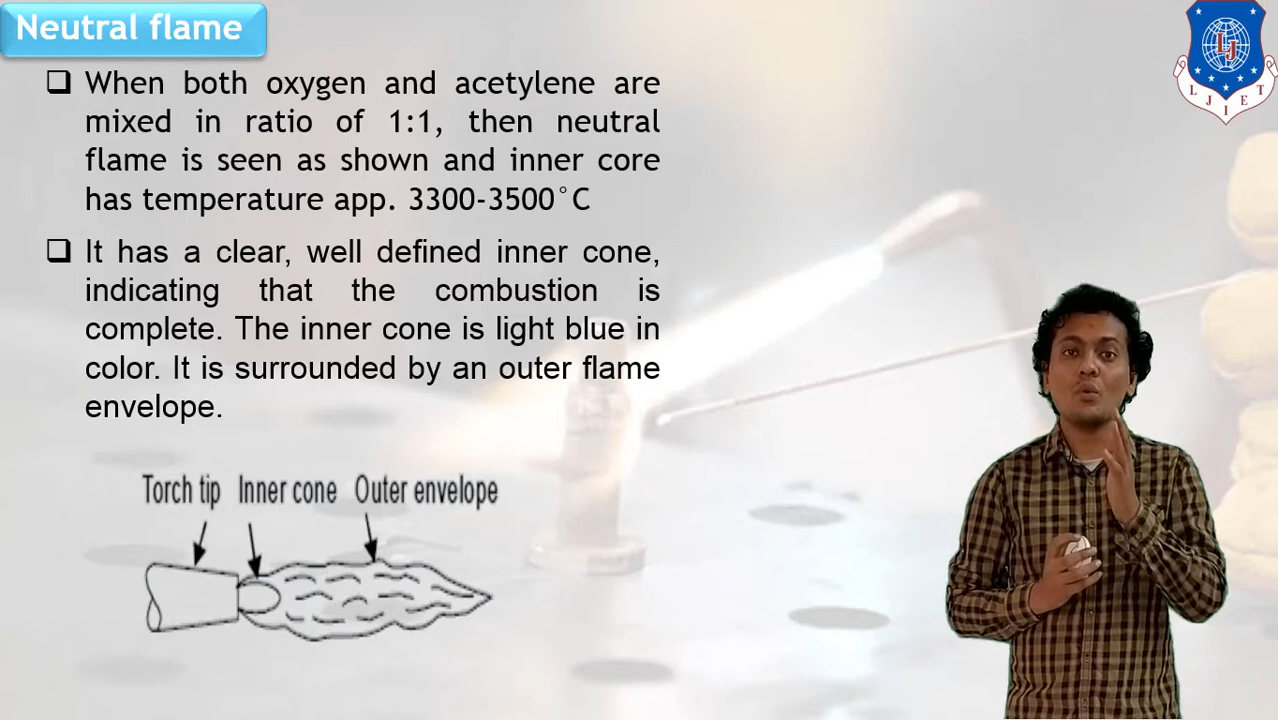 Neutral flame
❑ When both oxygen and acetylene are
mixed in ratio of 1:1, then neutral
flame is seen as shown and inner core
has temperature app. 3300-3500°C
❑ It has a clear, well defined inner cone,
indicating that the combustion is
complete. The inner cone is light blue in
color. It is surrounded by an outer flame
envelope.
Torch tip Inner cone Outer envelope
LJ
LJIET